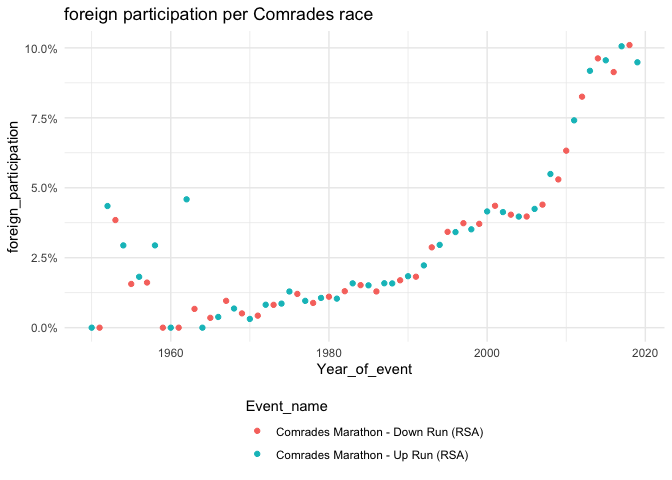 foreign participation per Comrades race
10.0%
7.5%
5.0%
2.5%
0.0%
foreign_participation
1960
1980
2000
2020
Year_of_event
Event_name
Comrades Marathon - Down Run (RSA)
Comrades Marathon - Up Run (RSA)